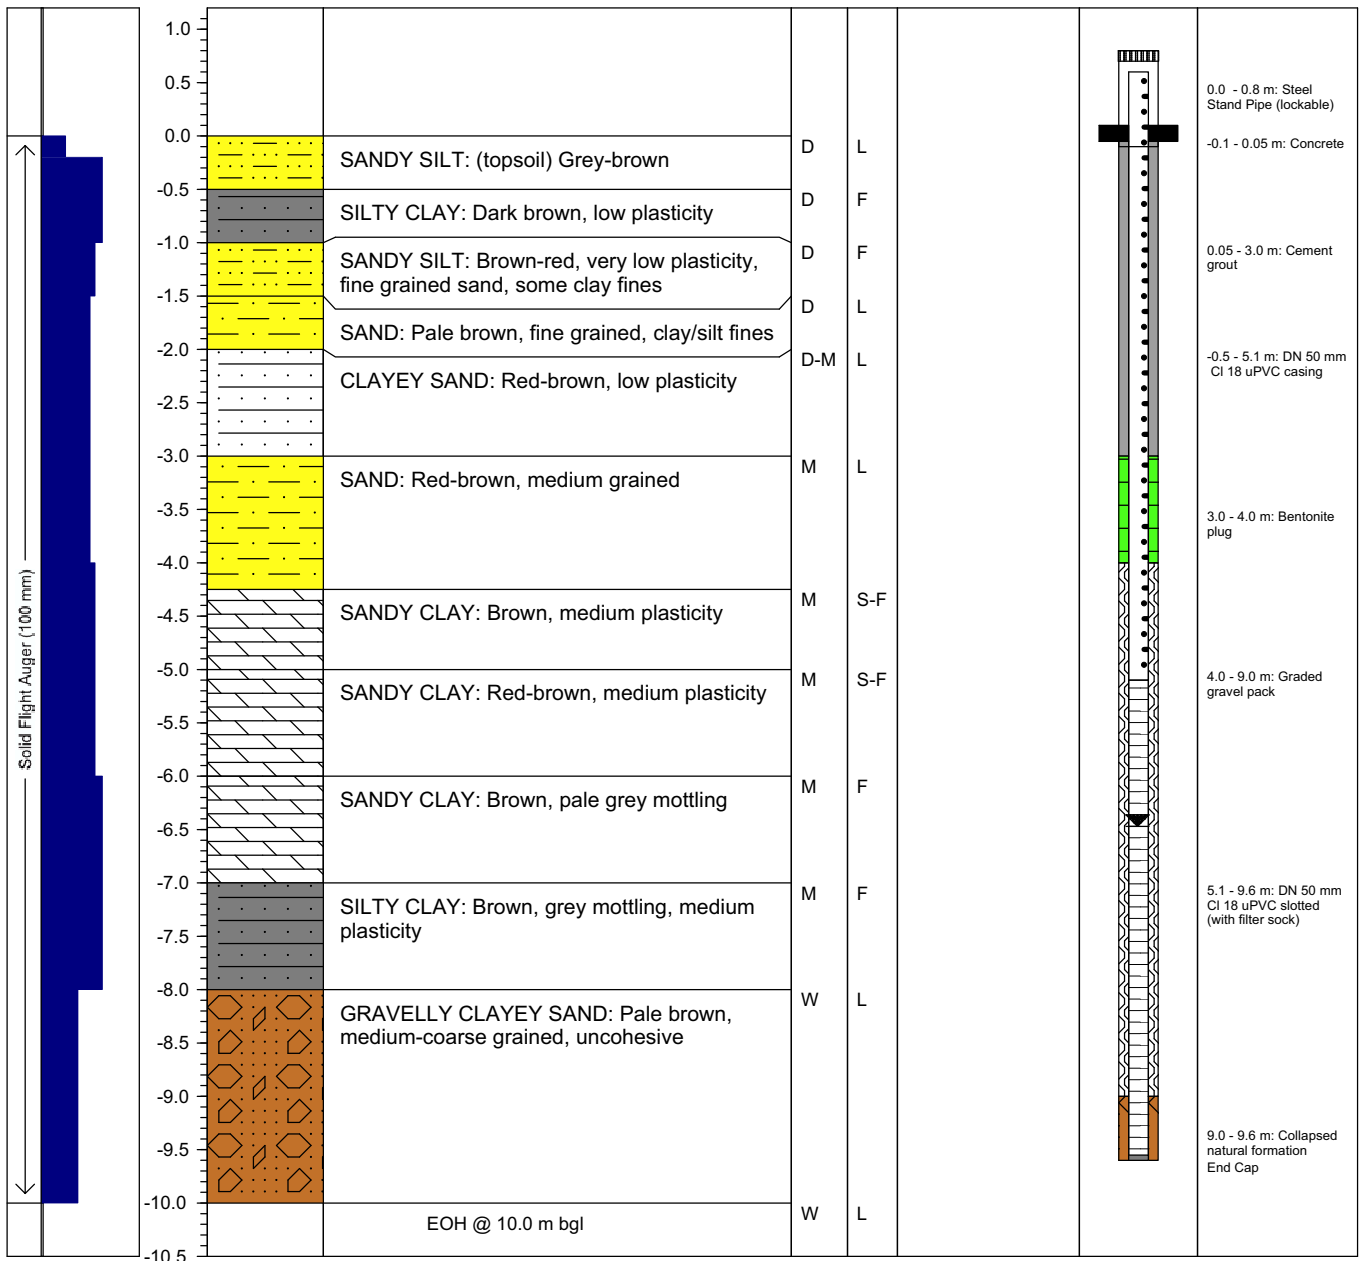 1.0
0.5
0.0
-0.5
-1.0
-1.5
-2.0
-2.5
-3.0
-3.5
-4.0
-4.5
-5.0
-5.5
-6.0
-6.5
-7.0
-7.5
-8.0
-8.5
-9.0
-9.5
-10.0
-10.5
Solid Flight Auger (100 mm)
SANDY SILT: (topsoil) Grey-brown
D L
SILTY CLAY: Dark brown, low plasticity
D F
SANDY SILT: Brown-red, very low plasticity,
fine grained sand, some clay fines
D F
SAND: Pale brown, fine grained, clay/silt fines
D L
CLAYEY SAND: Red-brown, low plasticity
D-M L
SAND: Red-brown, medium grained
M L
SANDY CLAY: Brown, medium plasticity
M S-F
SANDY CLAY: Red-brown, medium plasticity
M S-F
SANDY CLAY: Brown, pale grey mottling
M F
SILTY CLAY: Brown, grey mottling, medium
plasticity
M F
GRAVELLY CLAYEY SAND: Pale brown,
medium-coarse grained, uncohesive
W L
EOH @ 10.0 m bgl
W L
0.0 - 0.8 m: Steel
Stand Pipe (lockable)
-0.1 - 0.05 m: Concrete
0.05 - 3.0 m: Cement
grout
-0.5 - 5.1 m: DN 50 mm
Cl 18 uPVC casing
3.0 - 4.0 m: Bentonite
plug
4.0 - 9.0 m: Graded
gravel pack
5.1 - 9.6 m: DN 50 mm
Cl 18 uPVC slotted
(with filter sock)
9.0 - 9.6 m: Collapsed
natural formation
End Cap